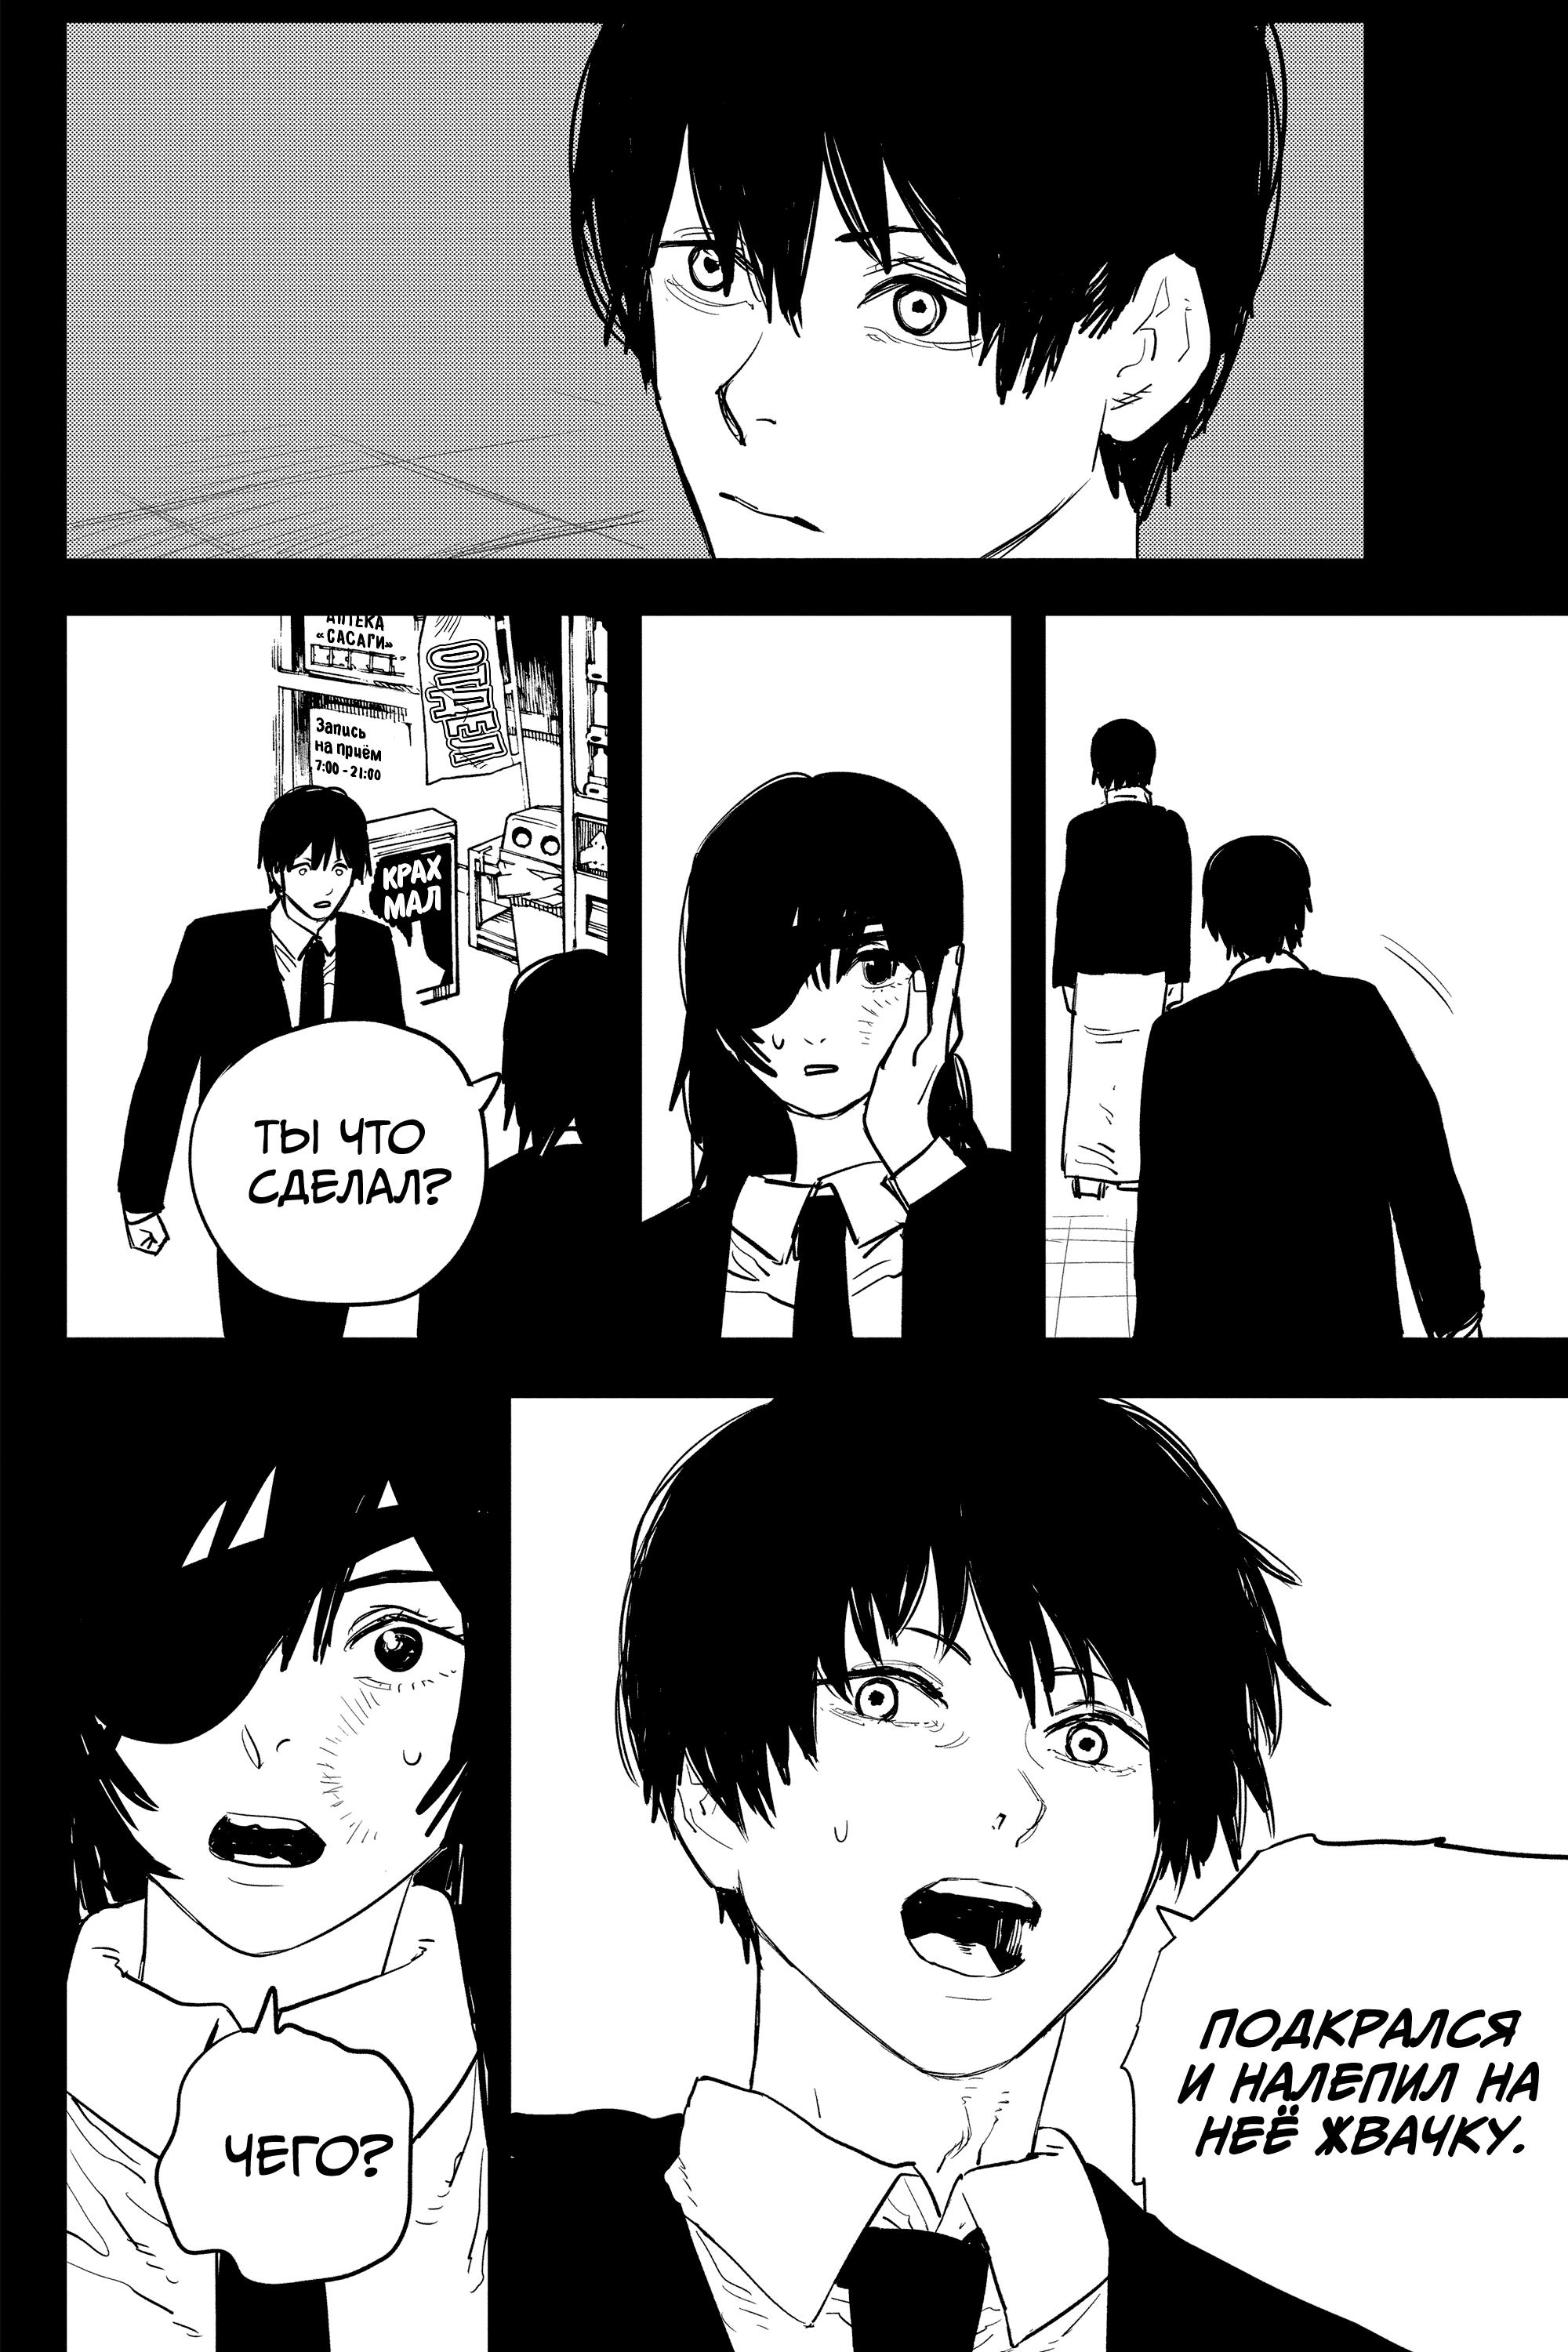 АПТЕКА
«САСАГИ»
ОТДЕЛ
Запись
на приём
7:00 - 21:00
КРАХ
МАЛ
ТЫ ЧТО
СДЕЛАЛ?
ПОДКРАЛСЯ
И НАЛЕПИЛ НА
НЕЁ ЖВАЧКУ.
ЧЕГО?